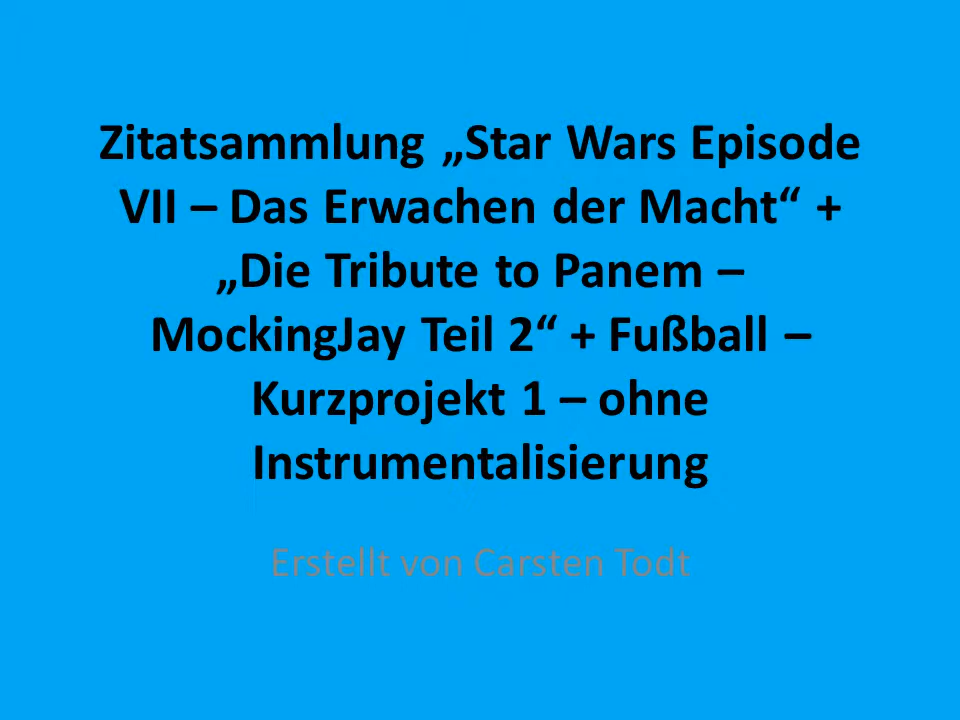 Zitatsammlung „Star Wars Episode
VII – Das Erwachen der Macht“ +
„Die Tribute to Panem –
MockingJay Teil 2“ + Fußball –
Kurzprojekt 1 – ohne
Instrumentalisierung
Erstellt von Carsten Todt